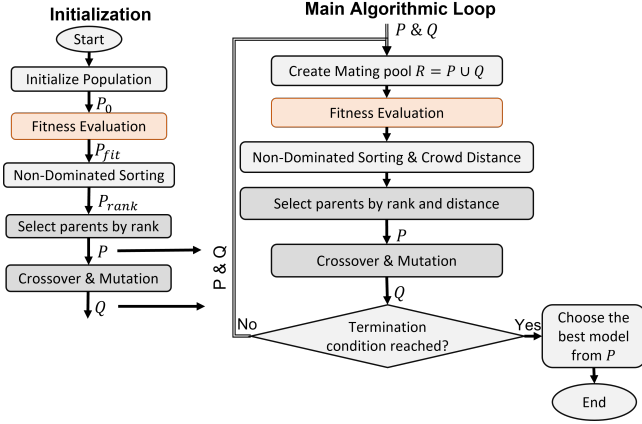 Initialization
Start
Initialize Population
P₀
Fitness Evaluation
P_fit
Non-Dominated Sorting
P_rank
Select parents by rank
P
Crossover & Mutation
Q
Main Algorithmic Loop
P & Q
Create Mating pool R = P ∪ Q
Fitness Evaluation
Non-Dominated Sorting & Crowd Distance
Select parents by rank and distance
P
Crossover & Mutation
Q
Termination
condition reached?
No
P & Q
Yes
Choose the
best model
from P
End